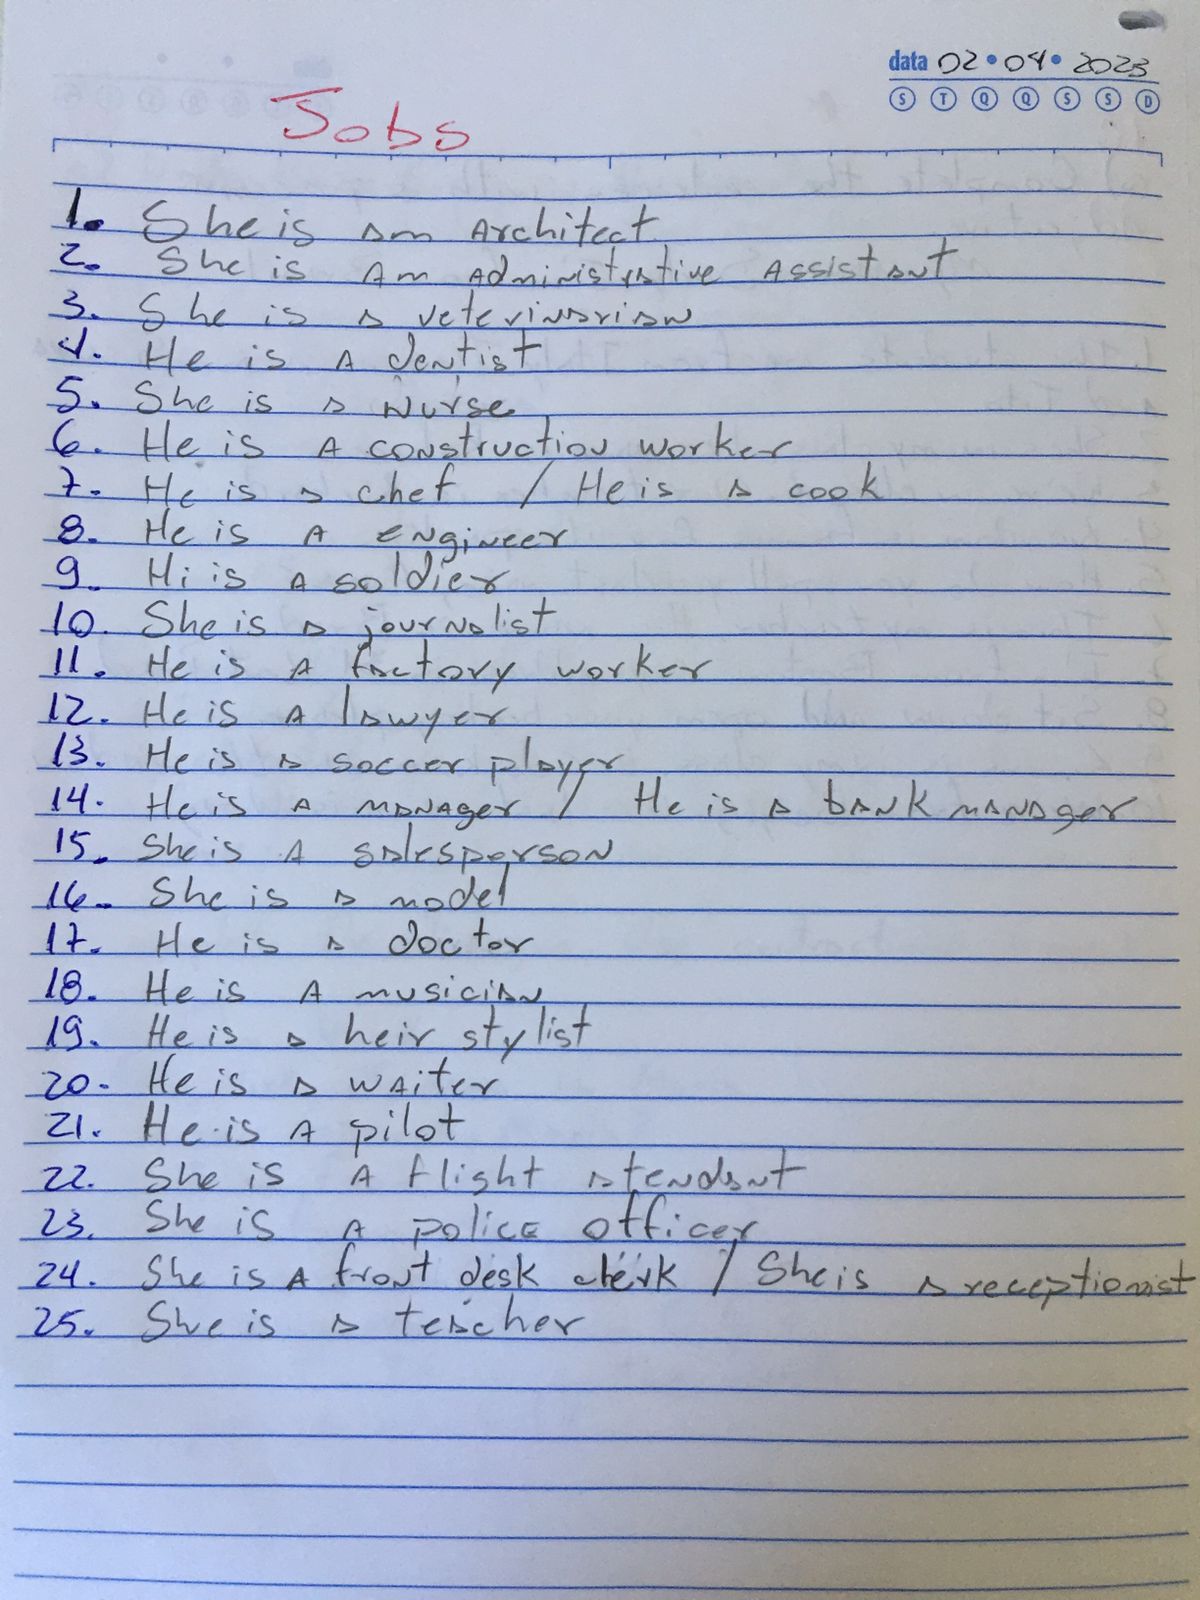 data 02 • 04 • 2023
S T Q Q S S D
Jobs
1. She is am Architect
2. She is Am Administrative Assistant
3. She is a veterinarian
4. He is A dentist
5. She is a Nurse
6. He is A construction worker
7. He is a chef / He is a cook
8. He is A engineer
9. Hi is A soldier
10. She is a journalist
11. He is A factory worker
12. He is A lawyer
13. He is a soccer player
14. He is A manager / He is a bank manager
15. She is A salesperson
16. She is a model
17. He is a doctor
18. He is A musician
19. He is a heir stylist
20. He is a waiter
21. He is A pilot
22. She is A flight atendant
23. She is A police officer
24. She is A front desk clerk / She is a receptionist
25. She is a teacher